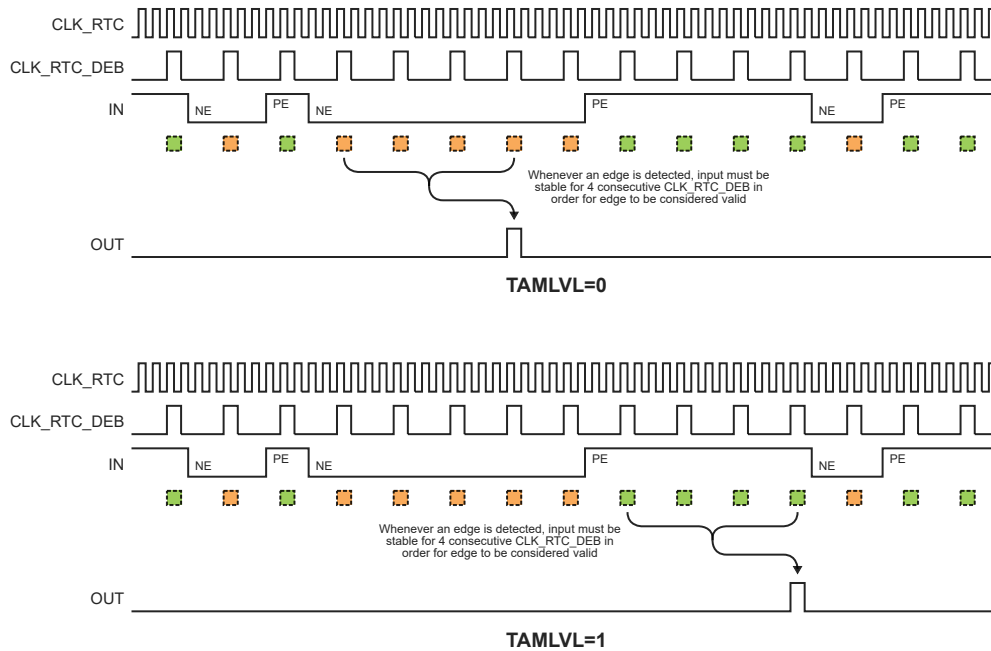 CLK_RTC
CLK_RTC_DEB
IN
NE
PE
NE
PE
NE
PE
Whenever an edge is detected, input must be
stable for 4 consecutive CLK_RTC_DEB in
order for edge to be considered valid
OUT
TAMLVL=0
CLK_RTC
CLK_RTC_DEB
IN
NE
PE
NE
PE
NE
PE
Whenever an edge is detected, input must be
stable for 4 consecutive CLK_RTC_DEB in
order for edge to be considered valid
OUT
TAMLVL=1